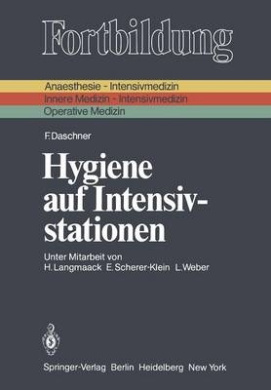 Fortbildung
Anaesthesie - Intensivmedizin
Innere Medizin - Intensivmedizin
Operative Medizin
F. Daschner
Hygiene
auf Intensiv-
stationen
Unter Mitarbeit von
H. Langmaack E. Scherer-Klein L. Weber
Springer-Verlag Berlin Heidelberg New York